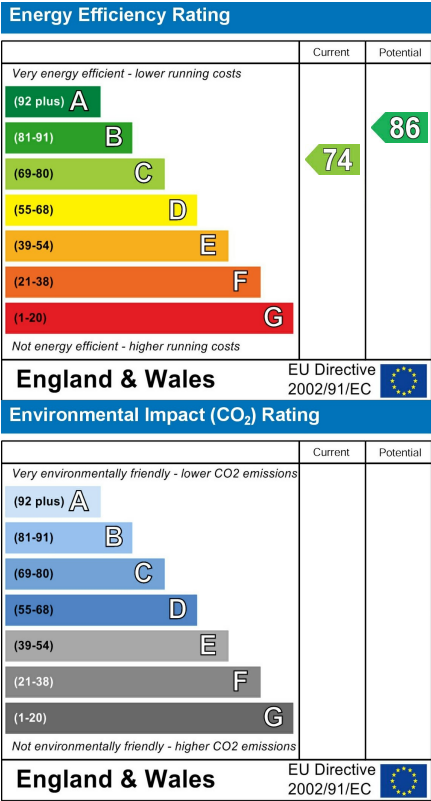 Energy Efficiency Rating
Current Potential
Very energy efficient - lower running costs
(92 plus) A
(81-91) B
(69-80) C
(55-68) D
(39-54) E
(21-38) F
(1-20) G
74
86
Not energy efficient - higher running costs
England & Wales
EU Directive
2002/91/EC
Environmental Impact (CO₂) Rating
Current Potential
Very environmentally friendly - lower CO2 emissions
(92 plus) A
(81-91) B
(69-80) C
(55-68) D
(39-54) E
(21-38) F
(1-20) G
Not environmentally friendly - higher CO2 emissions
England & Wales
EU Directive
2002/91/EC